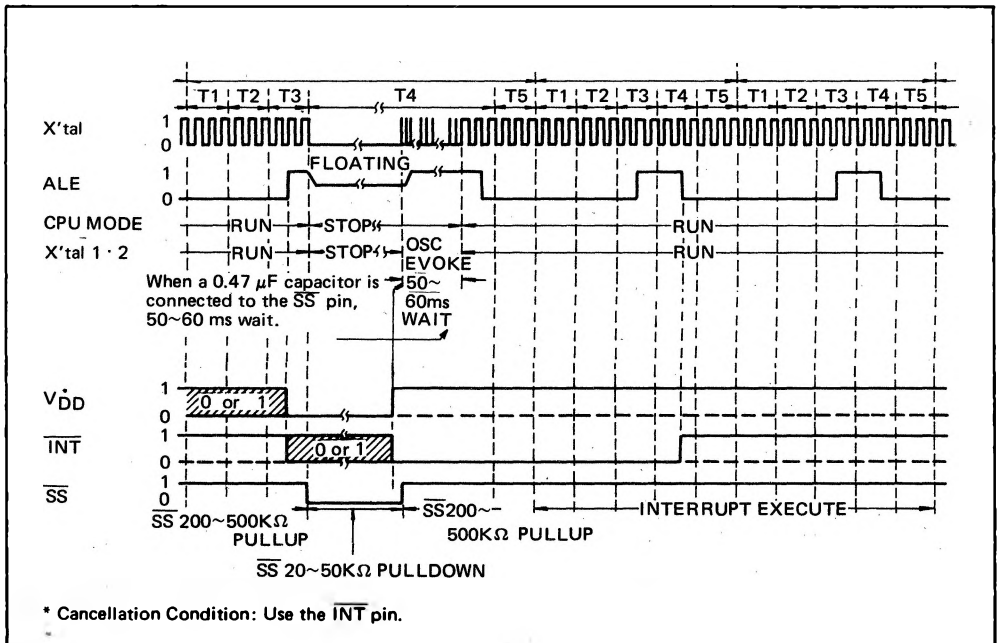 T1 T2 T3 T4 T5 T1 T2 T3 T4 T5 T1 T2 T3 T4 T5
X'tal 1 0
FLOATING
ALE 1 0
CPU MODE RUN STOP RUN
X'tal 1 · 2 RUN STOP OSC EVOKE RUN
When a 0.47 μF capacitor is connected to the SS pin, 50~60 ms wait.
50~ 60ms WAIT
VDD 1 0 0 or 1
INT 1 0 0 or 1
SS 1 0
SS 200~500KΩ PULLUP
SS 200~ 500KΩ PULLUP
INTERRUPT EXECUTE
SS 20~50KΩ PULLDOWN
* Cancellation Condition: Use the INT pin.